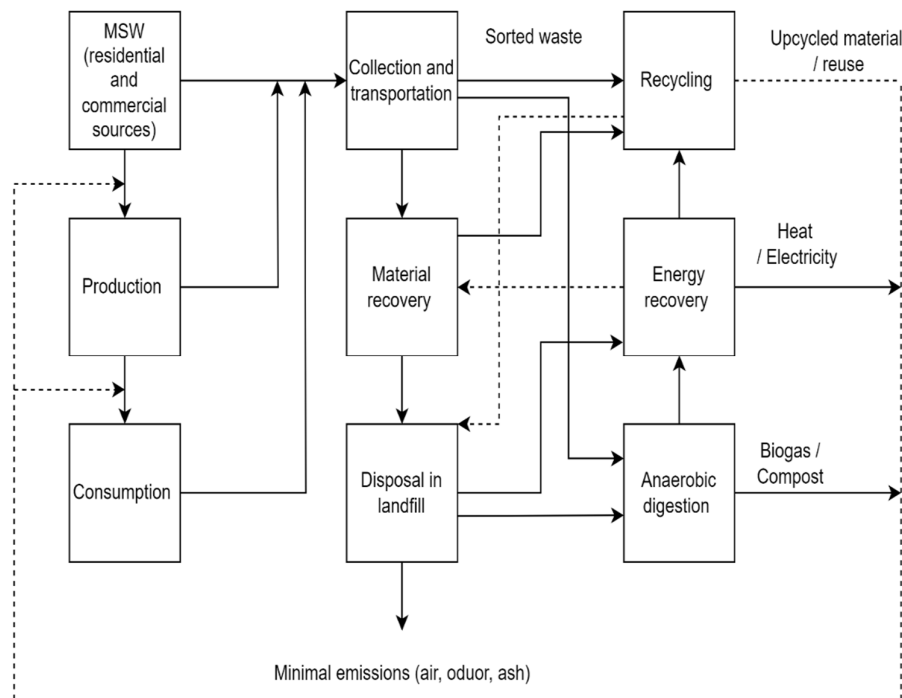 MSW
(residential
and
commercial
sources)
Collection and
transportation
Sorted waste
Recycling
Upcycled material
/ reuse
Production
Material
recovery
Energy
recovery
Heat
/ Electricity
Consumption
Disposal in
landfill
Anaerobic
digestion
Biogas /
Compost
Minimal emissions (air, oduor, ash)